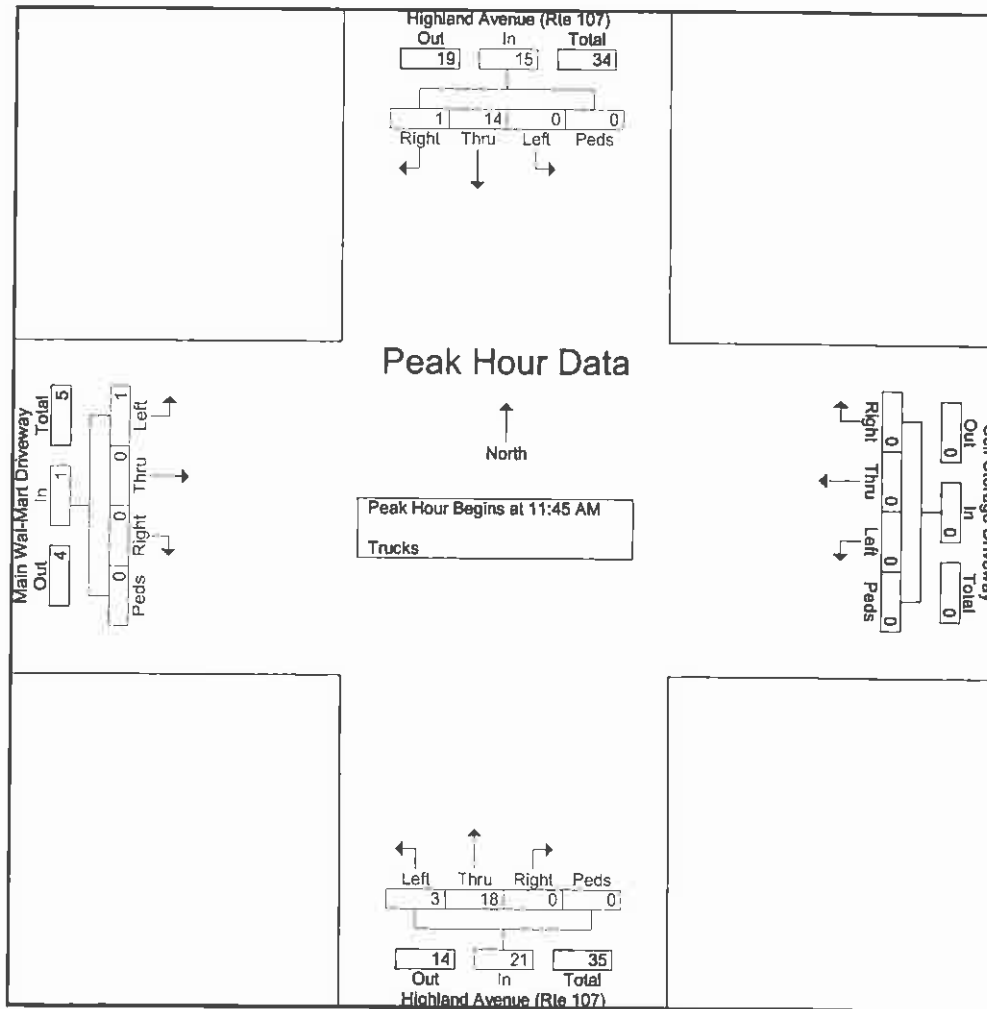 Highland Avenue (Rte 107)
Out In Total
19 15 34
1 14 0 0
Right Thru Left Peds
Peak Hour Data
North
Peak Hour Begins at 11:45 AM
Trucks
Main Wal-Mart Driveway
Out In Total
4 1 5
1 0 0 0
Left Thru Right Peds
Driveway
Out In Total
0 0 0
0 0 0 0
Right Thru Left Peds
Left Thru Right Peds
3 18 0 0
14 21 35
Out In Total
Highland Avenue (Rte 107)